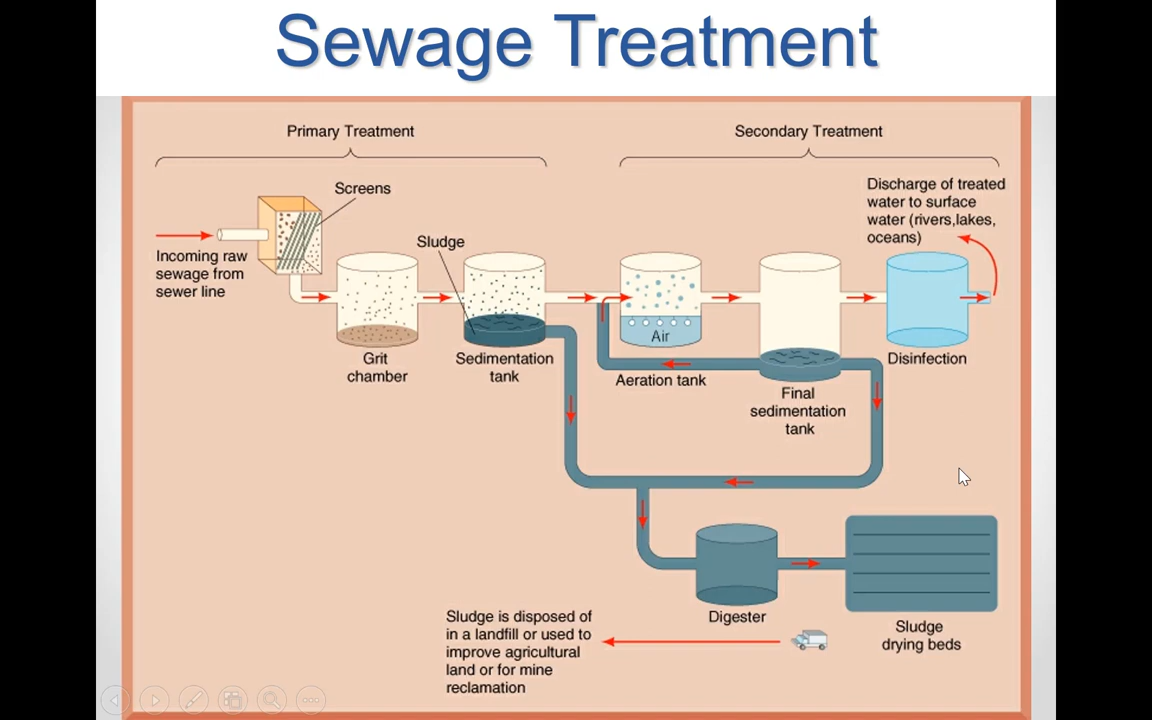 Sewage Treatment
Primary Treatment
Secondary Treatment
Screens
Discharge of treated
water to surface
water (rivers,lakes,
oceans)
Incoming raw
sewage from
sewer line
Sludge
Grit
chamber
Sedimentation
tank
Air
Aeration tank
Final
sedimentation
tank
Disinfection
Digester
Sludge
drying beds
Sludge is disposed of
in a landfill or used to
improve agricultural
land or for mine
reclamation